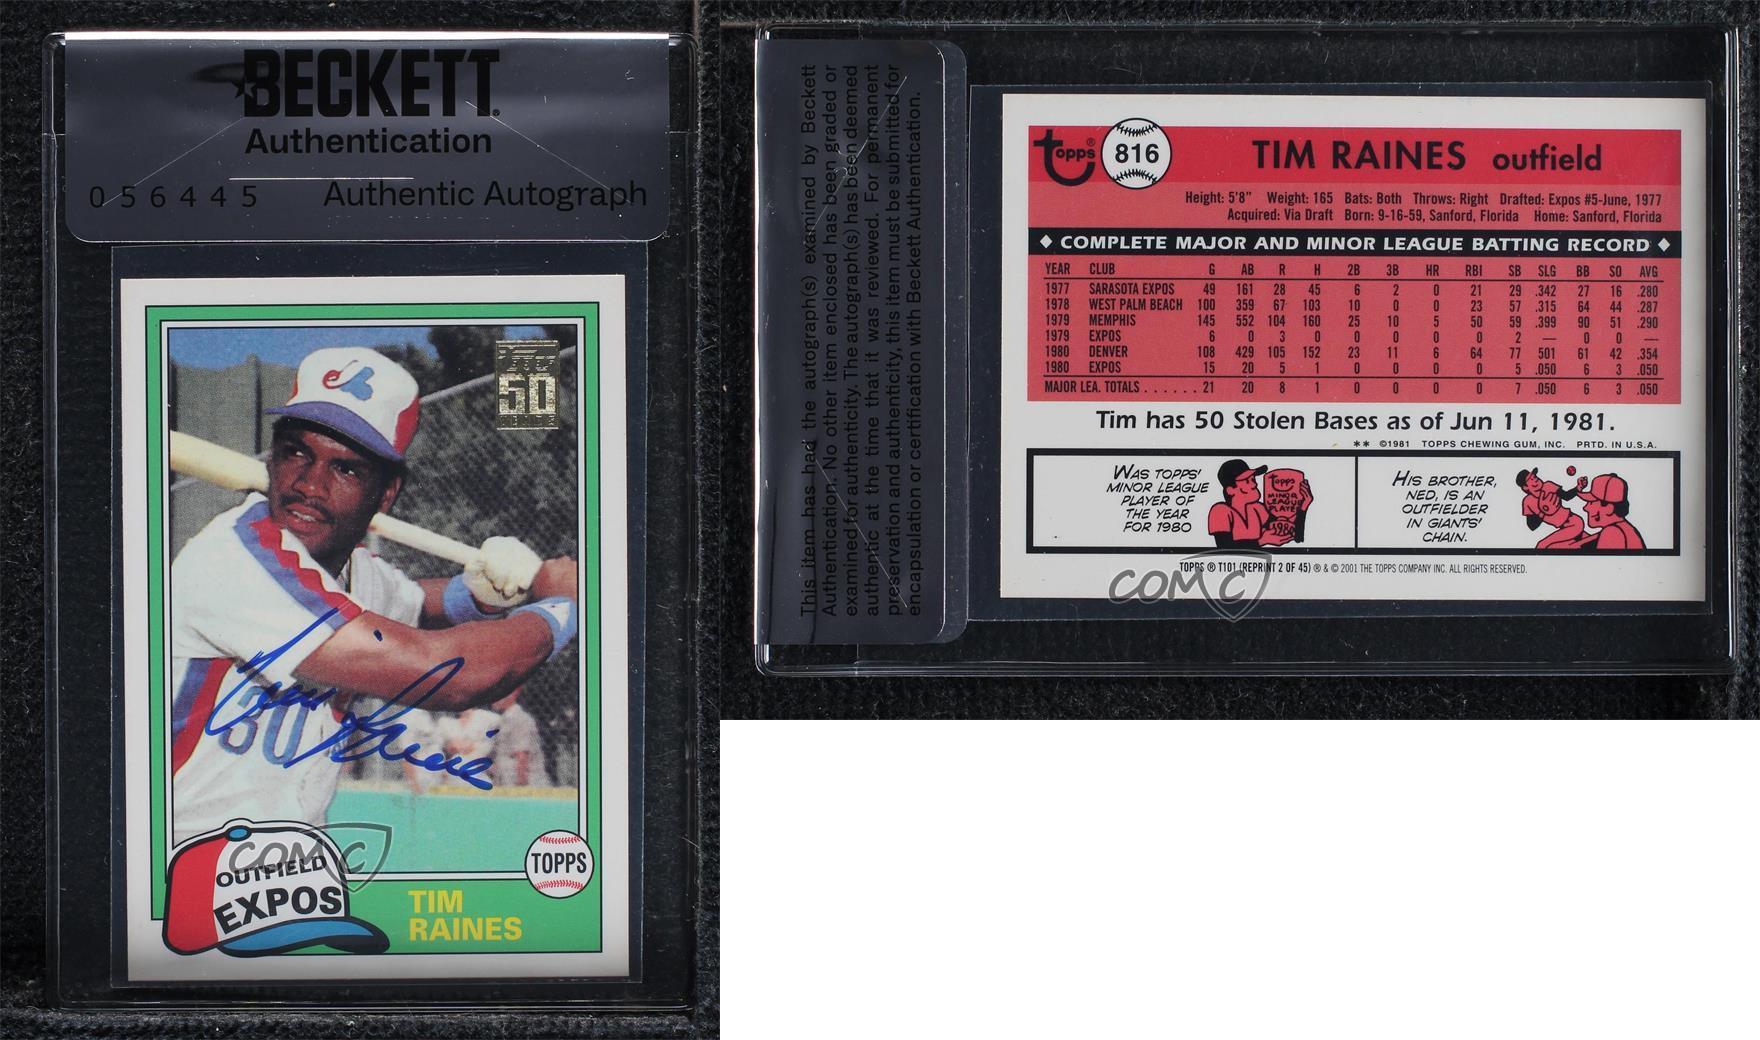 BECKETT
Authentication
056445 Authentic Autograph
Topps
50
YEARS
30
OUTFIELD
EXPOS
TOPPS
TIM
RAINES
COMC
This item has had the autograph(s) examined by Beckett
Authentication. No other item enclosed has been graded or
examined for authenticity. The autograph(s) has been deemed
authentic at the time that it was reviewed. For permanent
preservation and authenticity, this item must be submitted for
encapsulation or certification with Beckett Authentication.
topps® 816 TIM RAINES outfield
Height: 5'8" Weight: 165 Bats: Both Throws: Right Drafted: Expos #5-June, 1977
Acquired: Via Draft Born: 9-16-59, Sanford, Florida Home: Sanford, Florida
◆ COMPLETE MAJOR AND MINOR LEAGUE BATTING RECORD ◆
YEAR CLUB G AB R H 2B 3B HR RBI SB SLG BB SO AVG
1977 SARASOTA EXPOS 49 161 28 45 6 2 0 21 29 .342 27 16 .280
1978 WEST PALM BEACH 100 359 67 103 10 0 0 23 57 .315 64 44 .287
1979 MEMPHIS 145 552 104 160 25 10 5 50 59 .399 90 51 .290
1979 EXPOS 6 0 3 0 0 0 0 0 2 — 0 0 —
1980 DENVER 108 429 105 152 23 11 6 64 77 501 61 42 .354
1980 EXPOS 15 20 5 1 0 0 0 0 5 .050 6 3 .050
MAJOR LEA. TOTALS ...... 21 20 8 1 0 0 0 0 7 .050 6 3 .050
Tim has 50 Stolen Bases as of Jun 11, 1981.
** ©1981 TOPPS CHEWING GUM, INC. PRTD. IN U.S.A.
WAS TOPPS'
MINOR LEAGUE
PLAYER OF
THE YEAR
FOR 1980
topps
MINOR
LEAGUE
PLAYER
1980
HIS BROTHER,
NED, IS AN
OUTFIELDER
IN GIANTS'
CHAIN.
TOPPS ® T101 (REPRINT 2 OF 45) ® & © 2001 THE TOPPS COMPANY INC. ALL RIGHTS RESERVED.
COMC